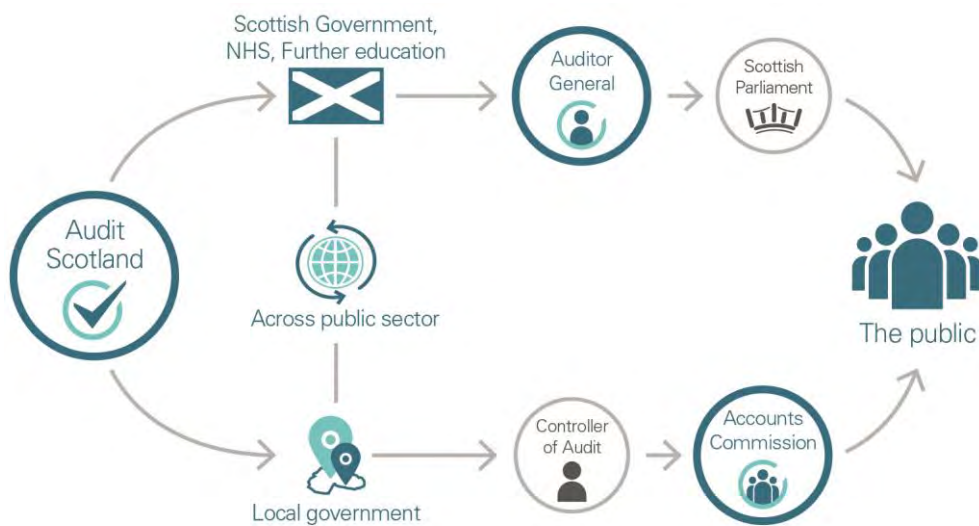 Scottish Government,
NHS, Further education
Auditor
General
Scottish
Parliament
Audit
Scotland
Across public sector
The public
Local government
Controller
of Audit
Accounts
Commission